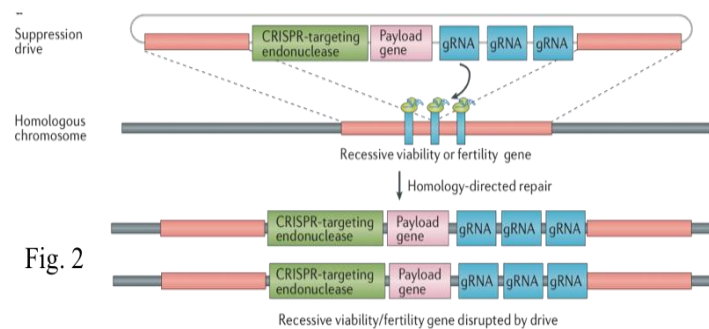 Suppression
drive
CRISPR-targeting
endonuclease
Payload
gene
gRNA
gRNA
gRNA
Homologous
chromosome
Recessive viability or fertility gene
Homology-directed repair
CRISPR-targeting
endonuclease
Payload
gene
gRNA
gRNA
gRNA
Fig. 2
CRISPR-targeting
endonuclease
Payload
gene
gRNA
gRNA
gRNA
Recessive viability/fertility gene disrupted by drive